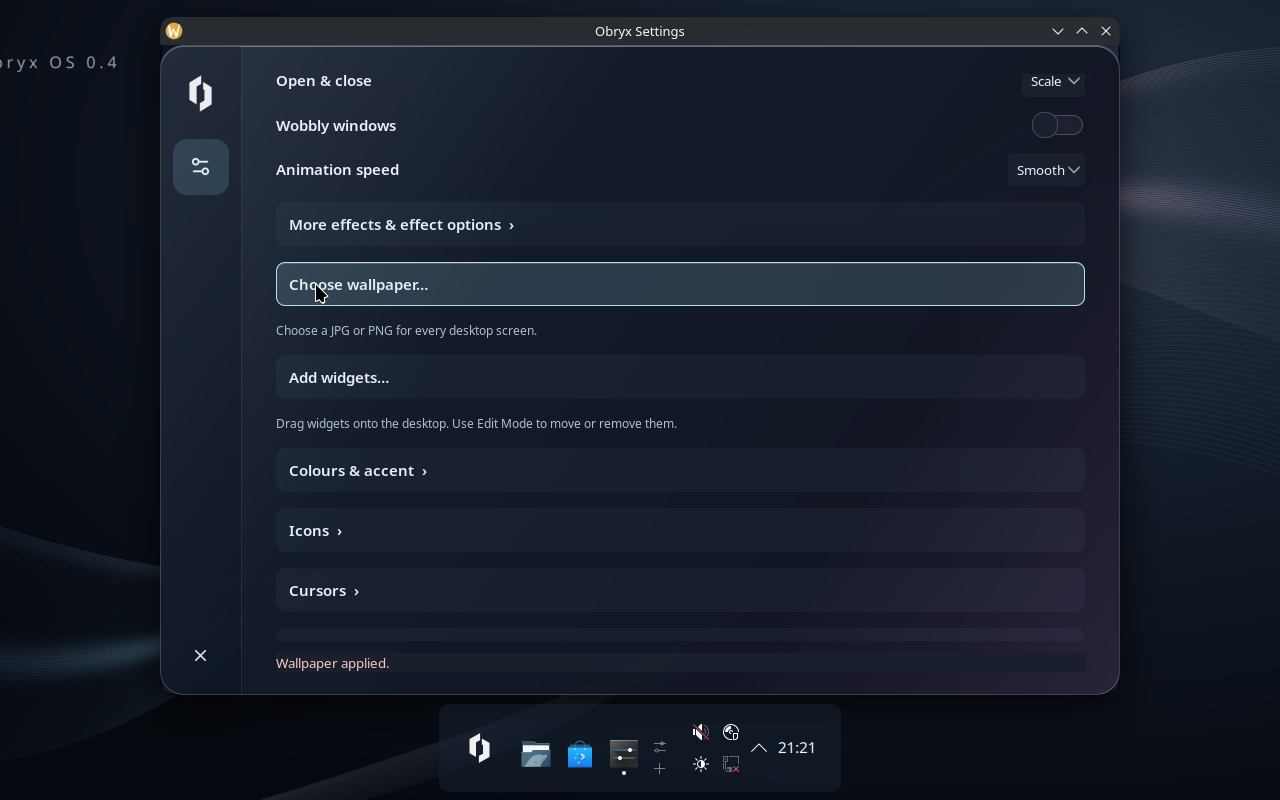 Obryx Settings
ryx OS 0.4
Open & close
Scale
Wobbly windows
Animation speed
Smooth
More effects & effect options ›
Choose wallpaper...
Choose a JPG or PNG for every desktop screen.
Add widgets...
Drag widgets onto the desktop. Use Edit Mode to move or remove them.
Colours & accent ›
Icons ›
Cursors ›
Wallpaper applied.
21:21